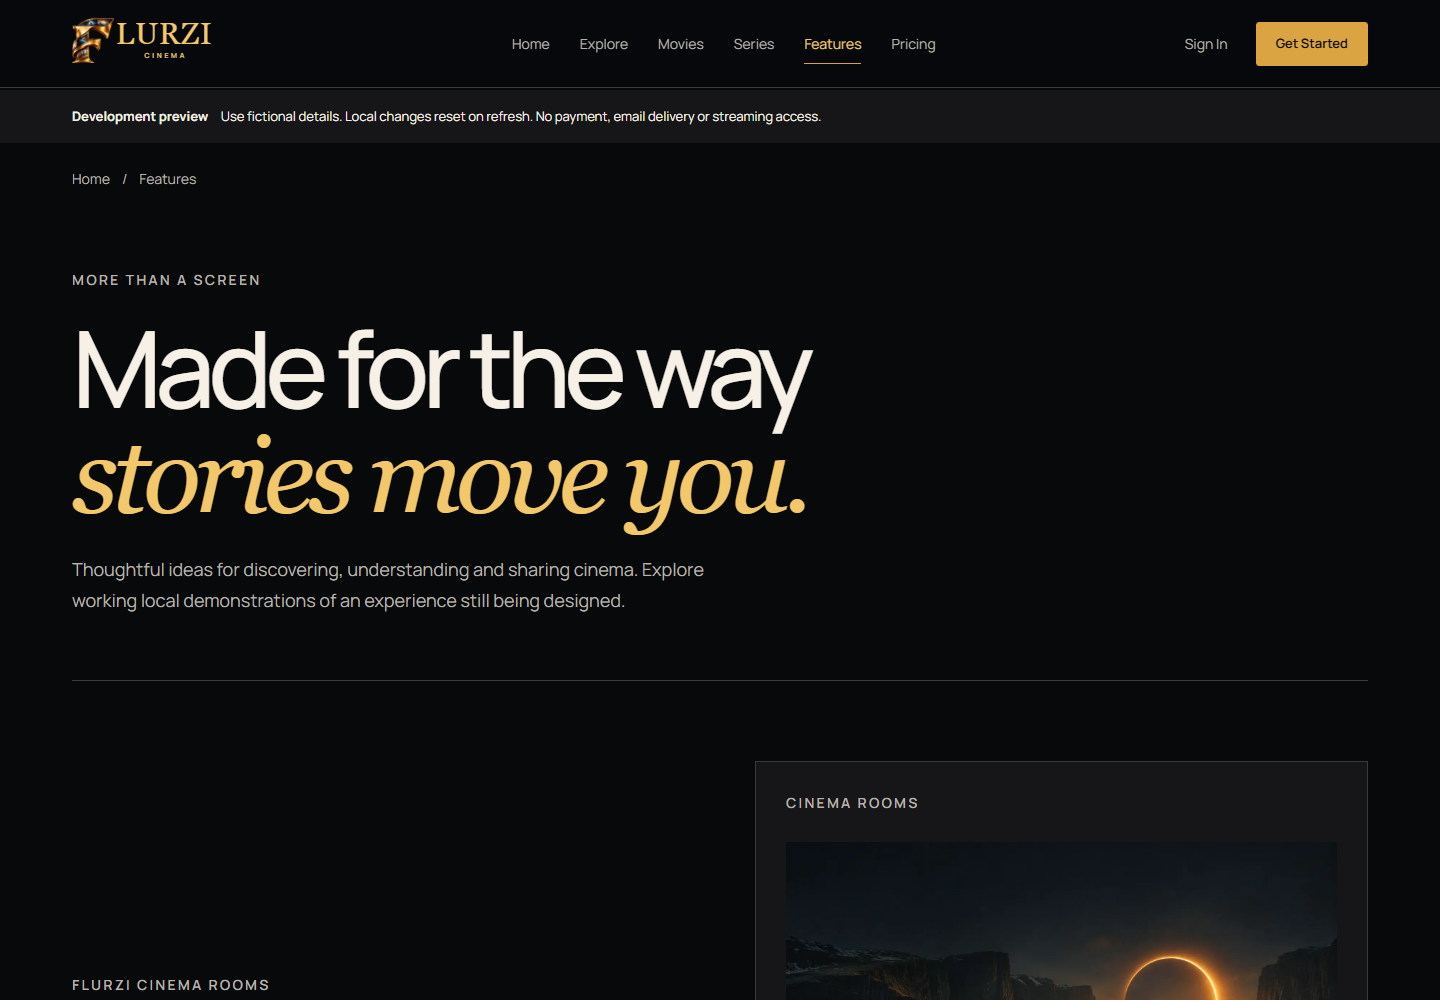 FLURZI
CINEMA
Home Explore Movies Series Features Pricing Sign In Get Started
Development preview Use fictional details. Local changes reset on refresh. No payment, email delivery or streaming access.
Home / Features
MORE THAN A SCREEN
Made for the way
stories move you.
Thoughtful ideas for discovering, understanding and sharing cinema. Explore
working local demonstrations of an experience still being designed.
CINEMA ROOMS
FLURZI CINEMA ROOMS